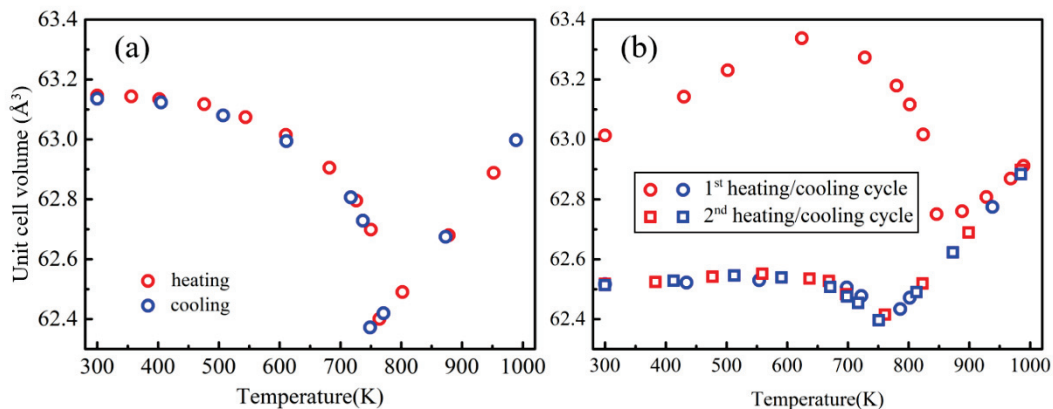 (a)
Unit cell volume (Å³)
63.4
63.2
63.0
62.8
62.6
62.4
heating
cooling
300 400 500 600 700 800 900 1000
Temperature(K)
(b)
63.4
63.2
63.0
62.8
62.6
62.4
1st heating/cooling cycle
2nd heating/cooling cycle
300 400 500 600 700 800 900 1000
Temperature(K)